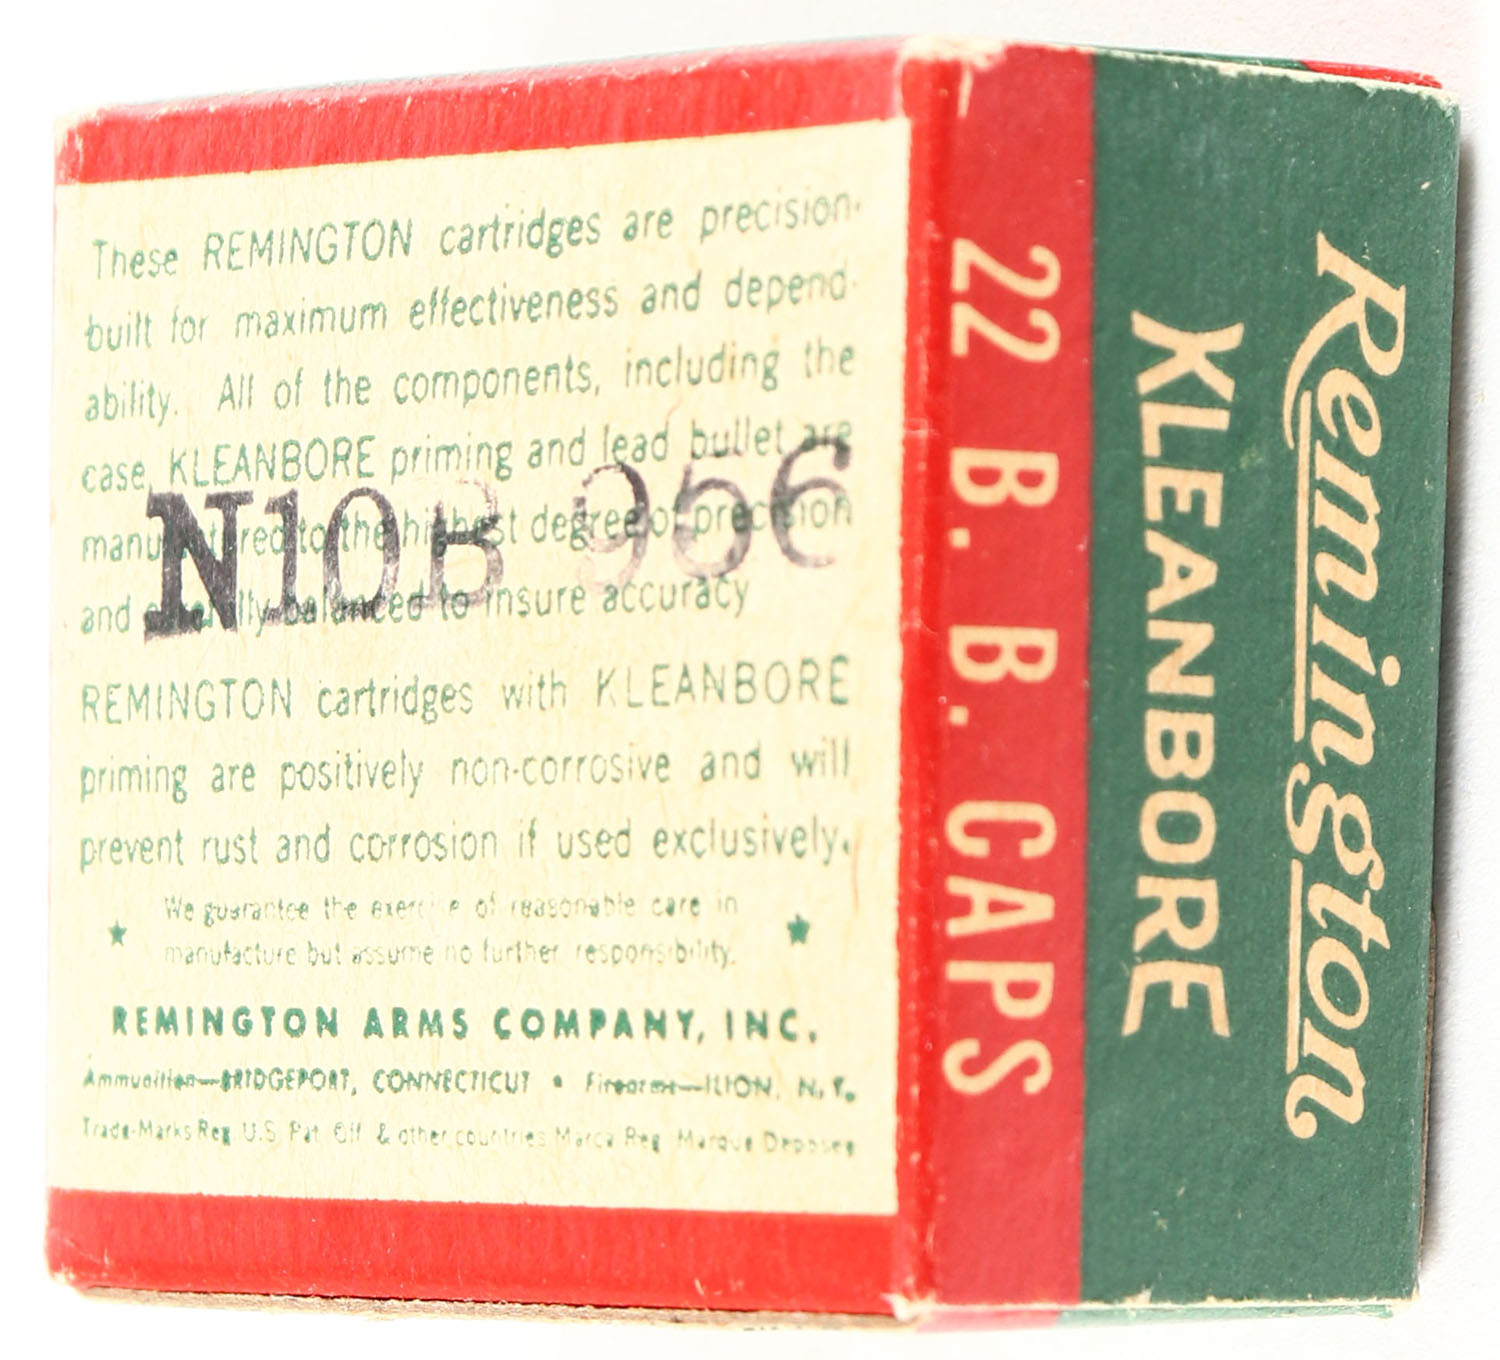 These REMINGTON cartridges are precision-
built for maximum effectiveness and depend-
ability. All of the components, including the
case, KLEANBORE priming and lead bullet are
manufactured to the highest degree of precision
and carefully balanced to insure accuracy
N10B 956
REMINGTON cartridges with KLEANBORE
priming are positively non-corrosive and will
prevent rust and corrosion if used exclusively.
We guarantee the exercise of reasonable care in
manufacture but assume no further responsibility.
REMINGTON ARMS COMPANY, INC.
Ammunition—BRIDGEPORT, CONNECTICUT • Firearms—ILION, N.Y.
Trade-Marks Reg U.S. Pat. Off. & other countries Marca Reg. Marque Deposee
22 B. B. CAPS
KLEANBORE
Remington